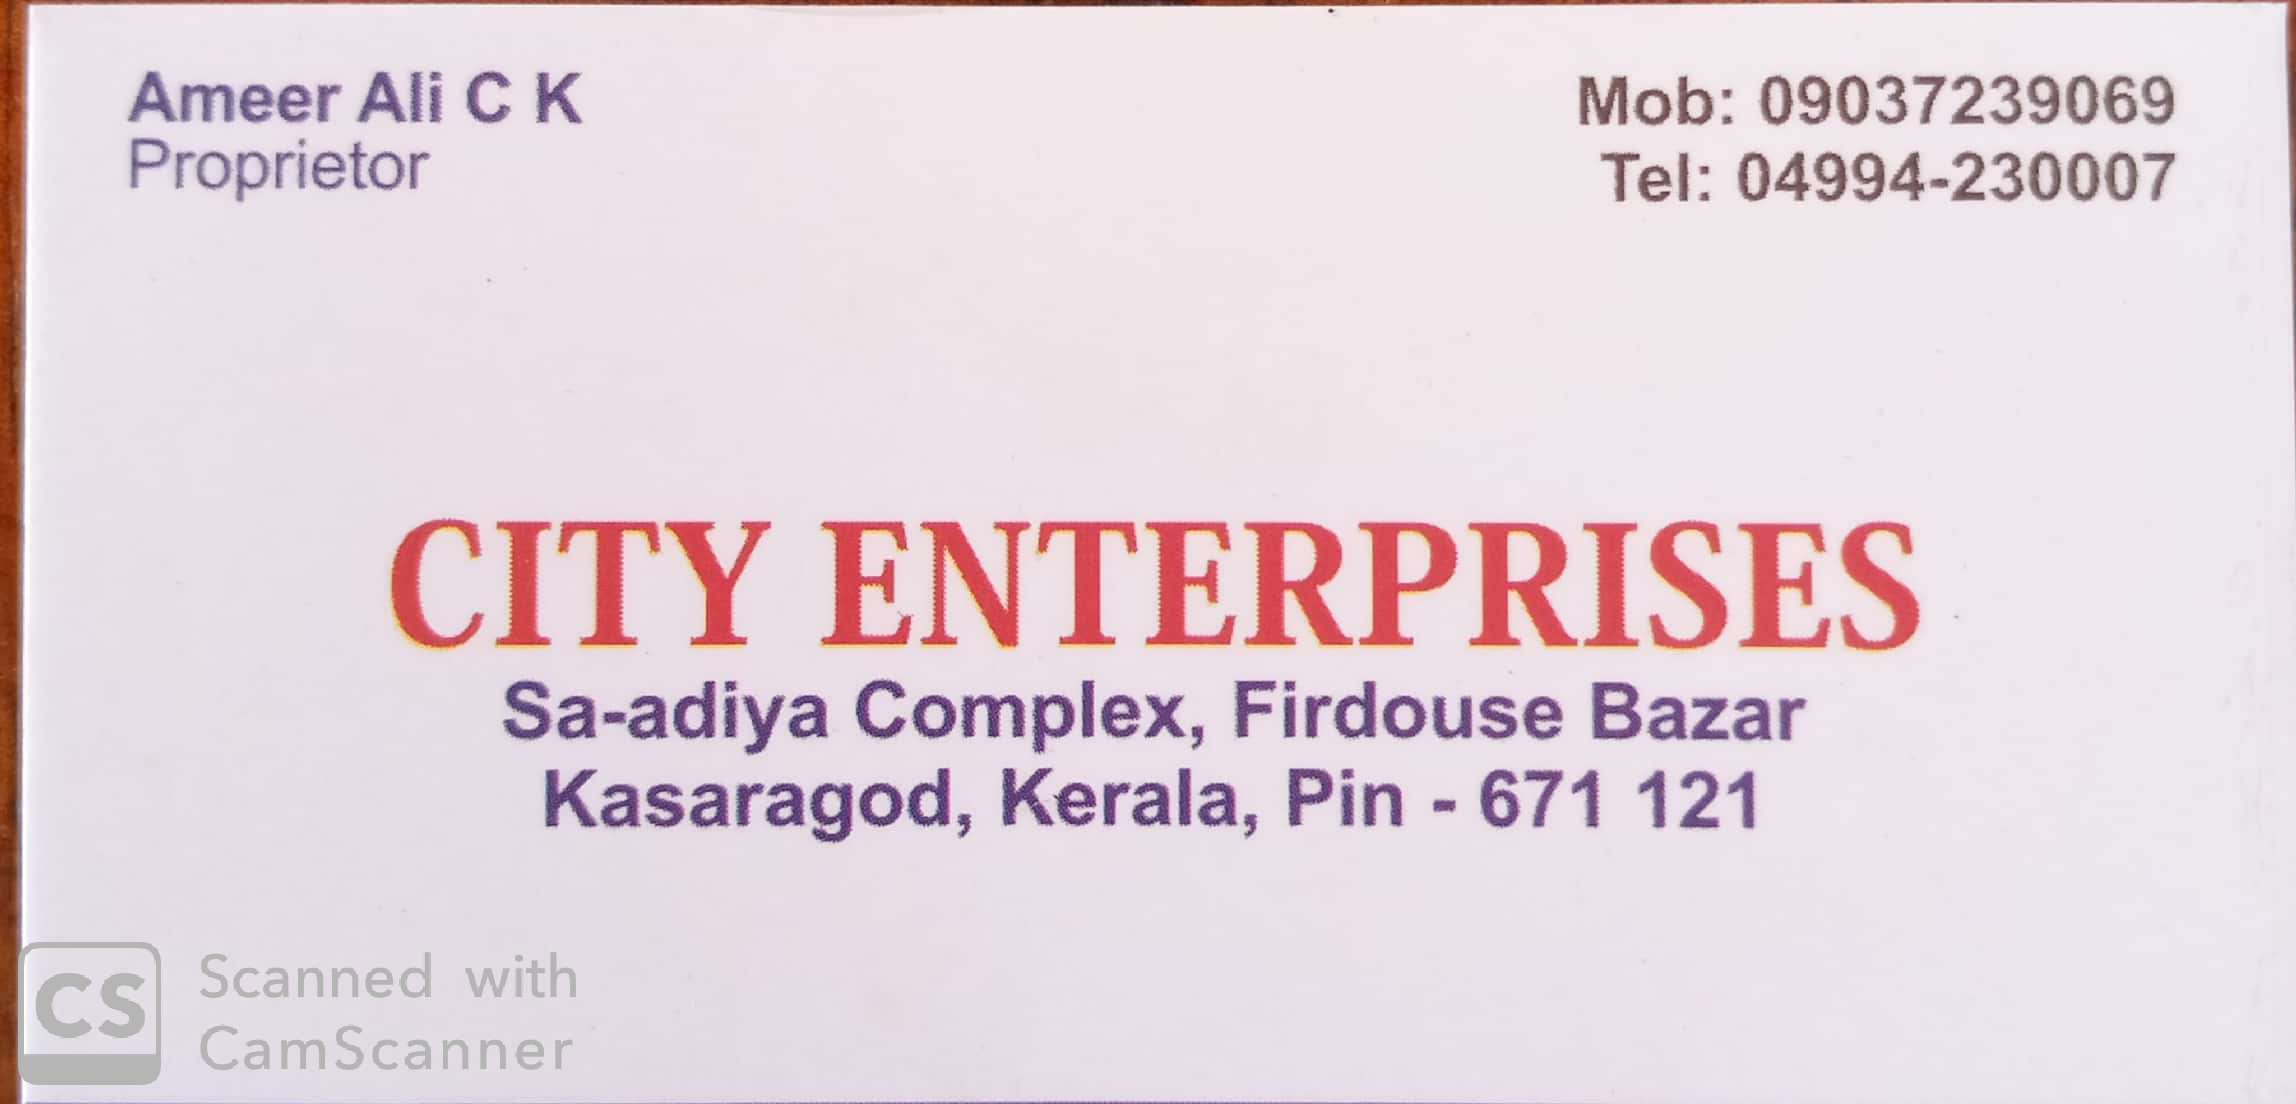 Ameer Ali C K
Proprietor
Mob: 09037239069
Tel: 04994-230007
CITY ENTERPRISES
Sa-adiya Complex, Firdouse Bazar
Kasaragod, Kerala, Pin - 671 121
CS
Scanned with
CamScanner